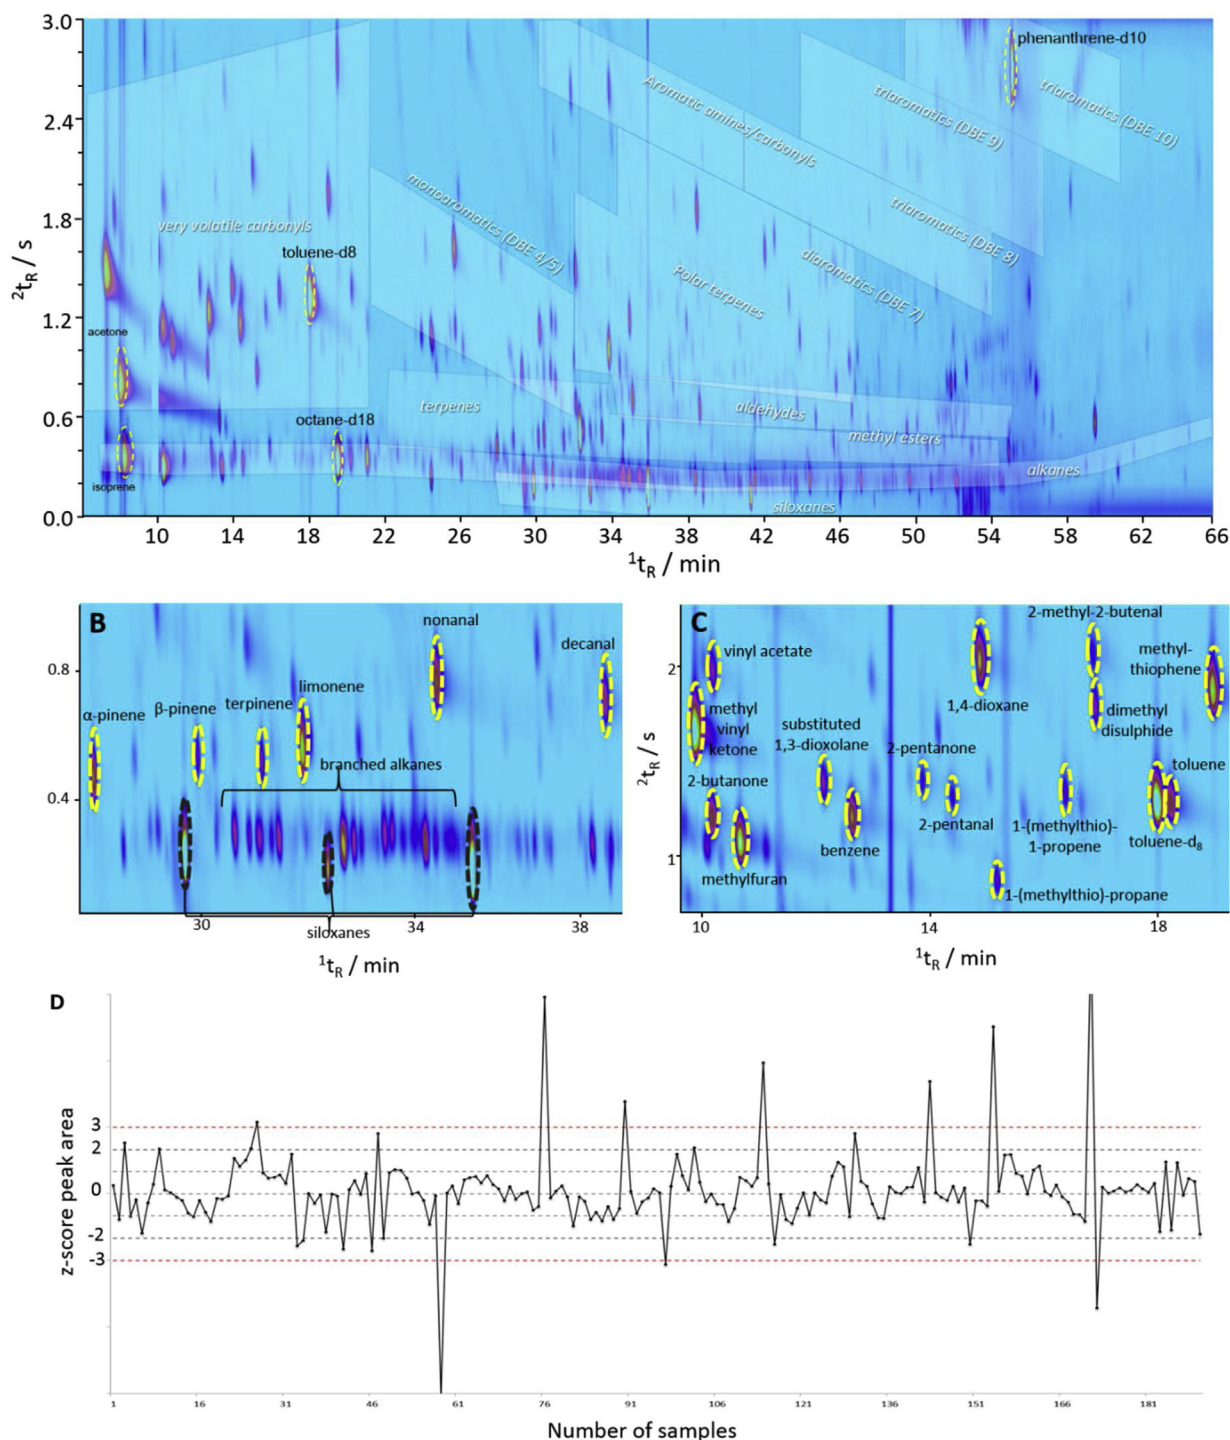 3.0
2.4
1.8
1.2
0.6
0.0
²tR / s
phenanthrene-d10
Aromatic amines/carbonyls
triaromatics (DBE 9)
triaromatics (DBE 10)
very volatile carbonyls
monoaromatics (DBE 4/5)
triaromatics (DBE 8)
toluene-d8
Polar terpenes
diaromatics (DBE 7)
acetone
terpenes
aldehydes
octane-d18
methyl esters
alkanes
isoprene
siloxanes
10 14 18 22 26 30 34 38 42 46 50 54 58 62 66
¹tR / min
B
nonanal
decanal
0.8
limonene
terpinene
β-pinene
α-pinene
branched alkanes
0.4
30 34 38
siloxanes
¹tR / min
C
2-methyl-2-butenal
vinyl acetate
methyl-
thiophene
2
²tR / s
1,4-dioxane
methyl
vinyl
ketone
substituted
1,3-dioxolane
dimethyl
disulphide
2-pentanone
toluene
2-butanone
2-pentanal
1-(methylthio)-
1-propene
toluene-d8
benzene
1
methylfuran
1-(methylthio)-propane
10 14 18
¹tR / min
D
z-score peak area
3
2
0
-2
-3
1 16 31 46 61 76 91 106 121 136 151 166 181
Number of samples